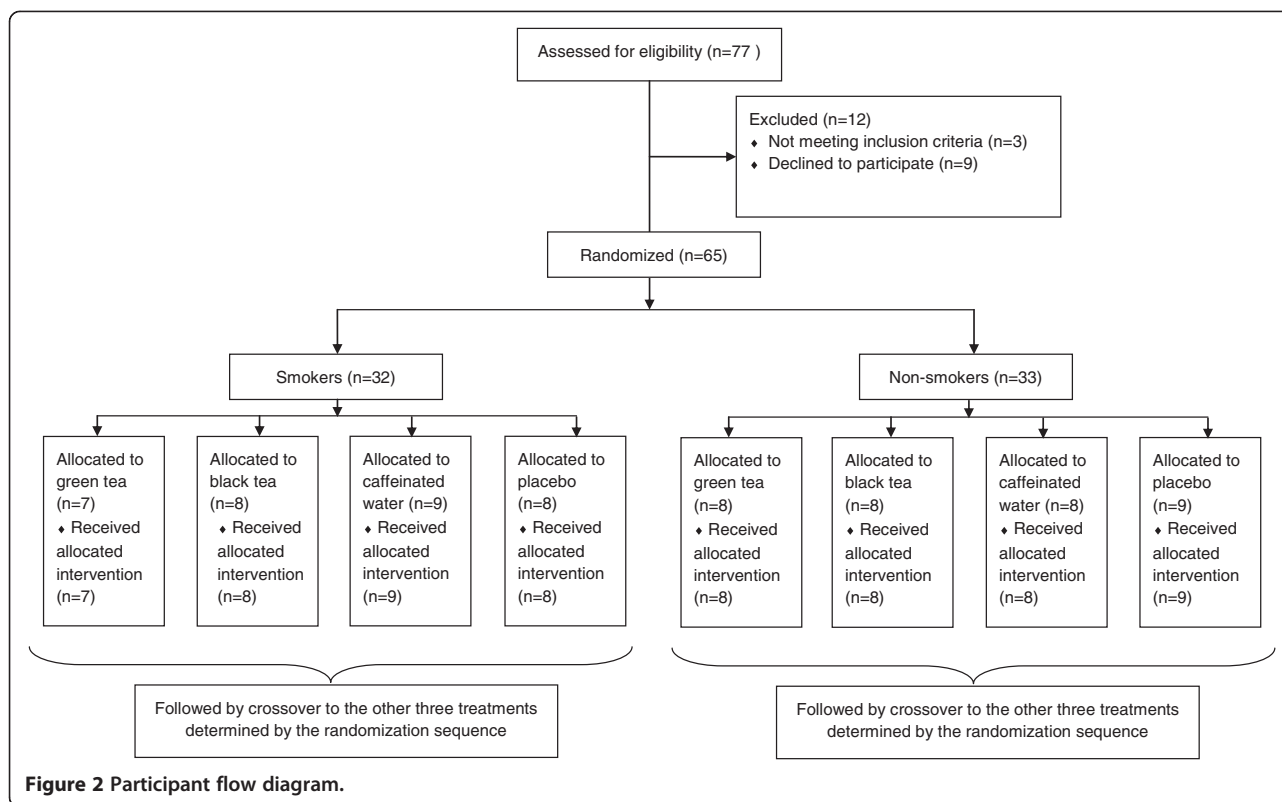 Assessed for eligibility (n=77 )
Excluded (n=12)
♦ Not meeting inclusion criteria (n=3)
♦ Declined to participate (n=9)
Randomized (n=65)
Smokers (n=32)
Non-smokers (n=33)
Allocated to
green tea
(n=7)
♦ Received
allocated
intervention
(n=7)
Allocated to
black tea
(n=8)
♦ Received
allocated
intervention
(n=8)
Allocated to
caffeinated
water (n=9)
♦ Received
allocated
intervention
(n=9)
Allocated to
placebo
(n=8)
♦ Received
allocated
intervention
(n=8)
Allocated to
green tea
(n=8)
♦ Received
allocated
intervention
(n=8)
Allocated to
black tea
(n=8)
♦ Received
allocated
intervention
(n=8)
Allocated to
caffeinated
water (n=8)
♦ Received
allocated
intervention
(n=8)
Allocated to
placebo
(n=9)
♦ Received
allocated
intervention
(n=9)
Followed by crossover to the other three treatments
determined by the randomization sequence
Followed by crossover to the other three treatments
determined by the randomization sequence
Figure 2 Participant flow diagram.